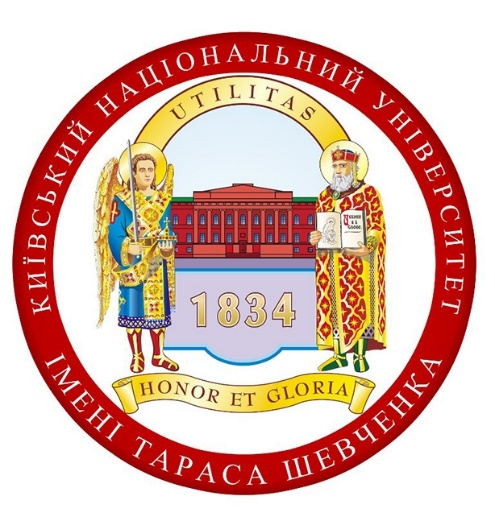 КИЇВСЬКИЙ НАЦІОНАЛЬНИЙ УНІВЕРСИТЕТ
ІМЕНІ ТАРАСА ШЕВЧЕНКА
UTILITAS
1834
HONOR ET GLORIA